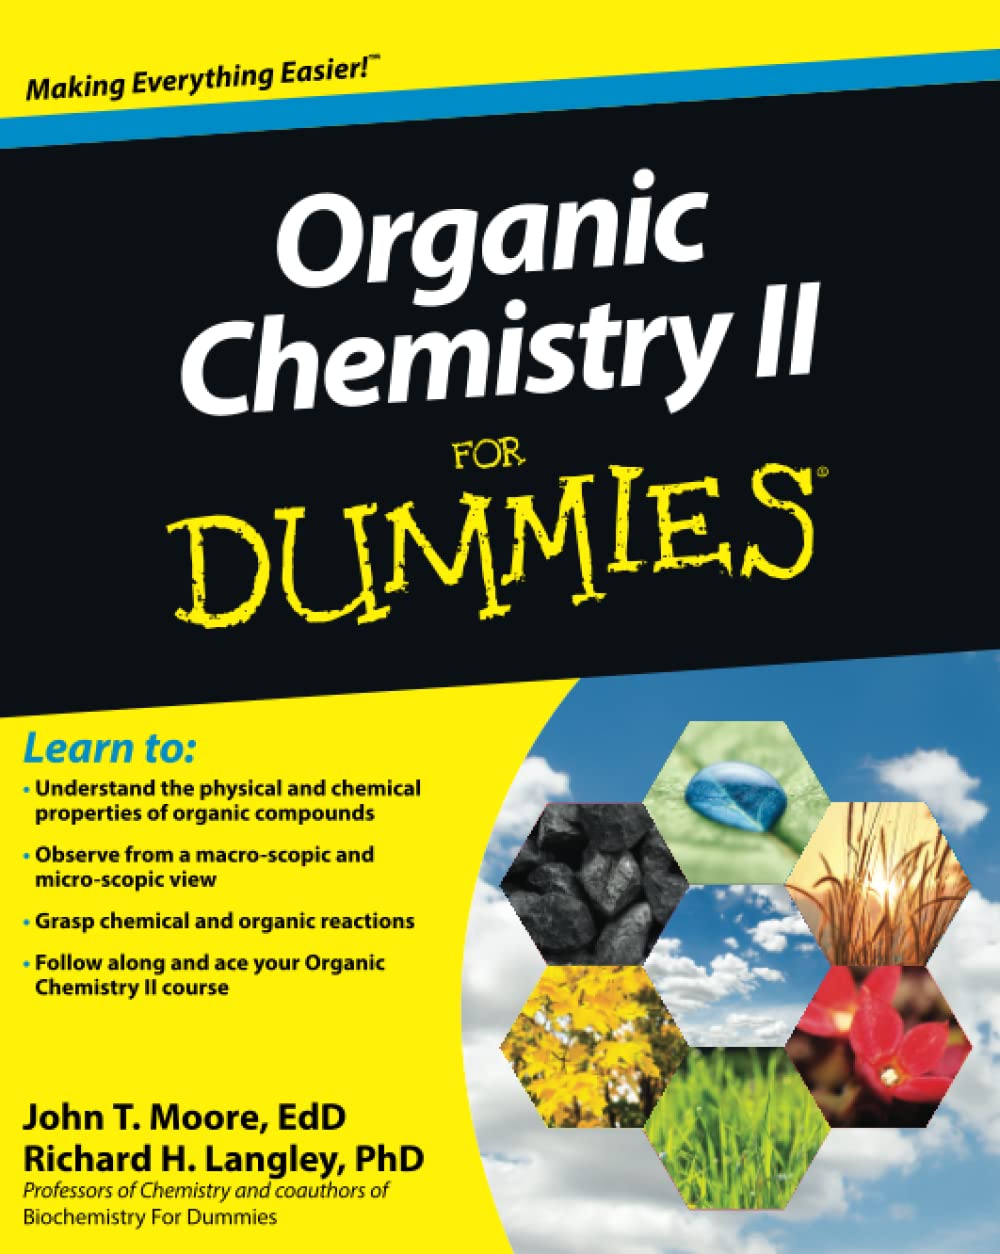 Making Everything Easier!™
Organic
Chemistry II
FOR
DUMMIES®
Learn to:
• Understand the physical and chemical
properties of organic compounds
• Observe from a macro-scopic and
micro-scopic view
• Grasp chemical and organic reactions
• Follow along and ace your Organic
Chemistry II course
John T. Moore, EdD
Richard H. Langley, PhD
Professors of Chemistry and coauthors of
Biochemistry For Dummies